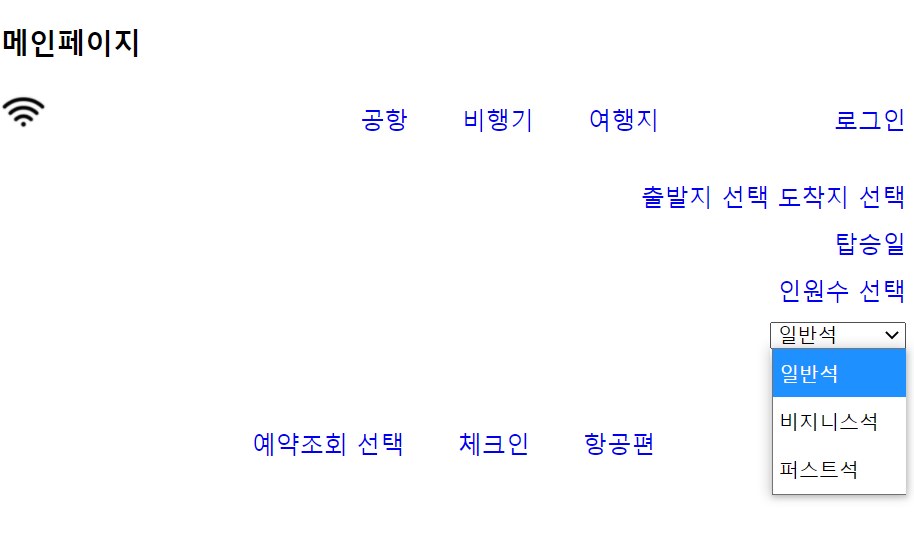 메인페이지
공항 비행기 여행지 로그인
출발지 선택 도착지 선택
탑승일
인원수 선택
일반석
일반석
비지니스석
퍼스트석
예약조회 선택 체크인 항공편